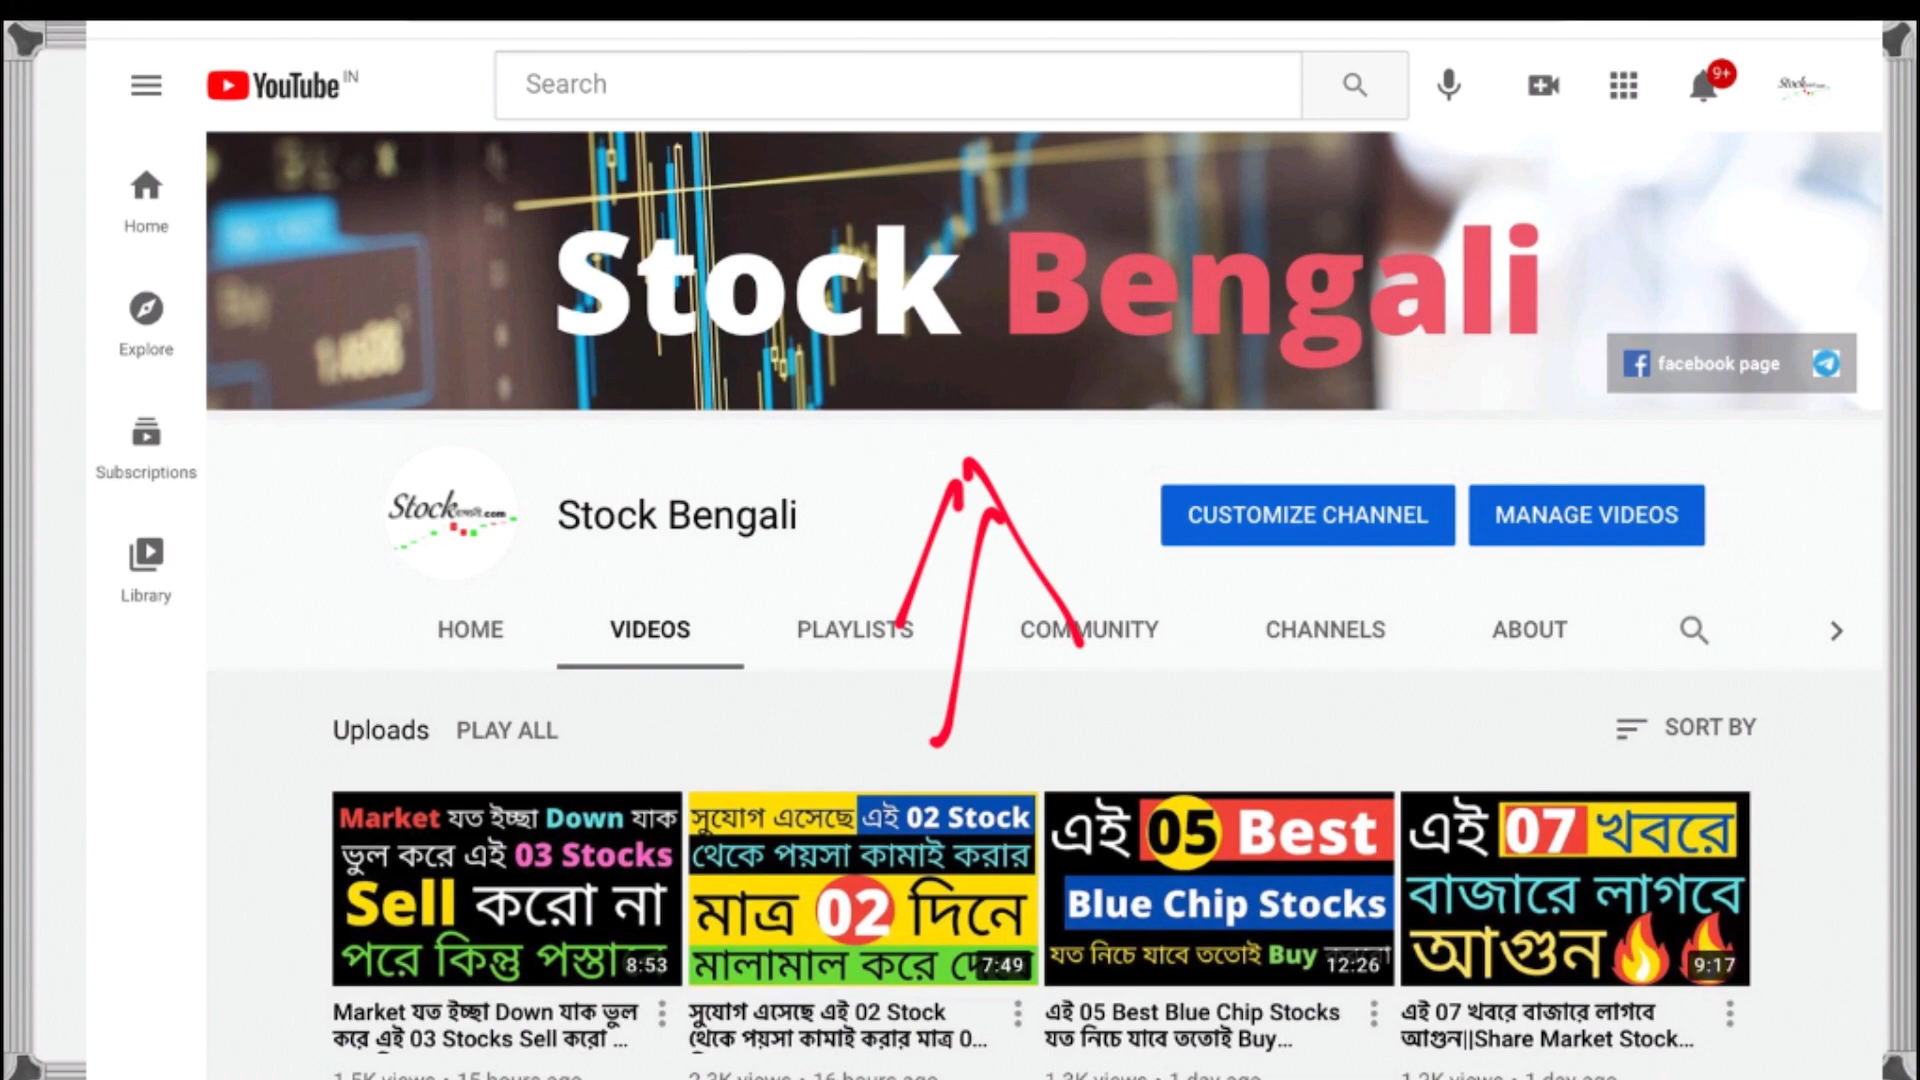 YouTube IN
Search
9+
Home
Explore
Subscriptions
Library
Stock Bengali
facebook page
Stock
.com
Stock Bengali
CUSTOMIZE CHANNEL
MANAGE VIDEOS
HOME
VIDEOS
PLAYLISTS
COMMUNITY
CHANNELS
ABOUT
Uploads
PLAY ALL
SORT BY
Market যত ইচ্ছা Down যাক
ভুল করে এই 03 Stocks
Sell করো না
পরে কিন্তু
8:53
সুযোগ এসেছে এই 02 Stock
থেকে পয়সা কামাই করার
মাত্র 02 দিনে
মালামাল করে
7:49
এই 05 Best
Blue Chip Stocks
যত নিচে যাবে ততোই Buy
12:26
এই 07 খবরে
বাজারে লাগবে
আগুন
9:17
Market যত ইচ্ছা Down যাক ভুল
করে এই 03 Stocks Sell করো ...
সুযোগ এসেছে এই 02 Stock
থেকে পয়সা কামাই করার মাত্র 0...
এই 05 Best Blue Chip Stocks
যত নিচে যাবে ততোই Buy...
এই 07 খবরে বাজারে লাগবে
আগুন||Share Market Stock...